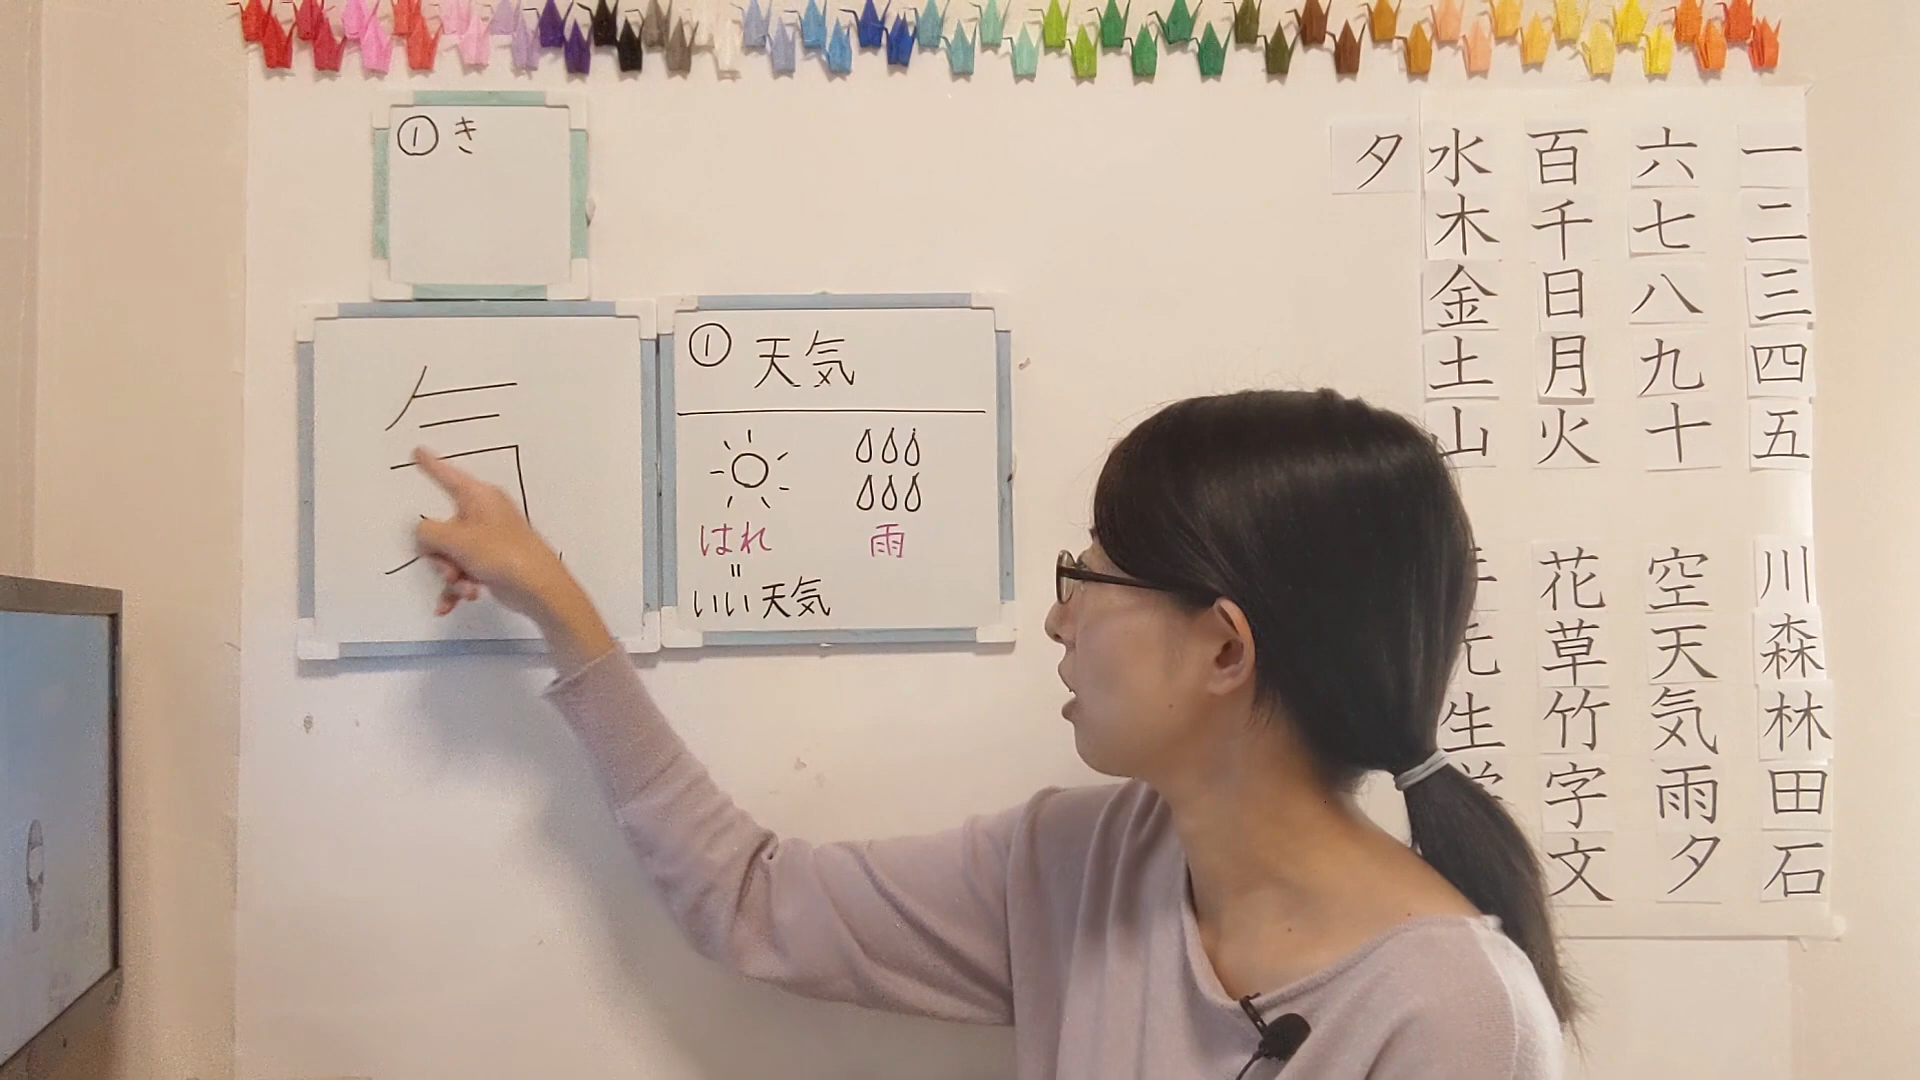 ① き
気
① 天気
はれ 雨
=
いい天気
夕 水 百 六 一
木 千 七 二
金 日 八 三
土 月 九 四
山 火 十 五
花 空 川
草 天 森
生 竹 気 林
字 雨 田
文 夕 石